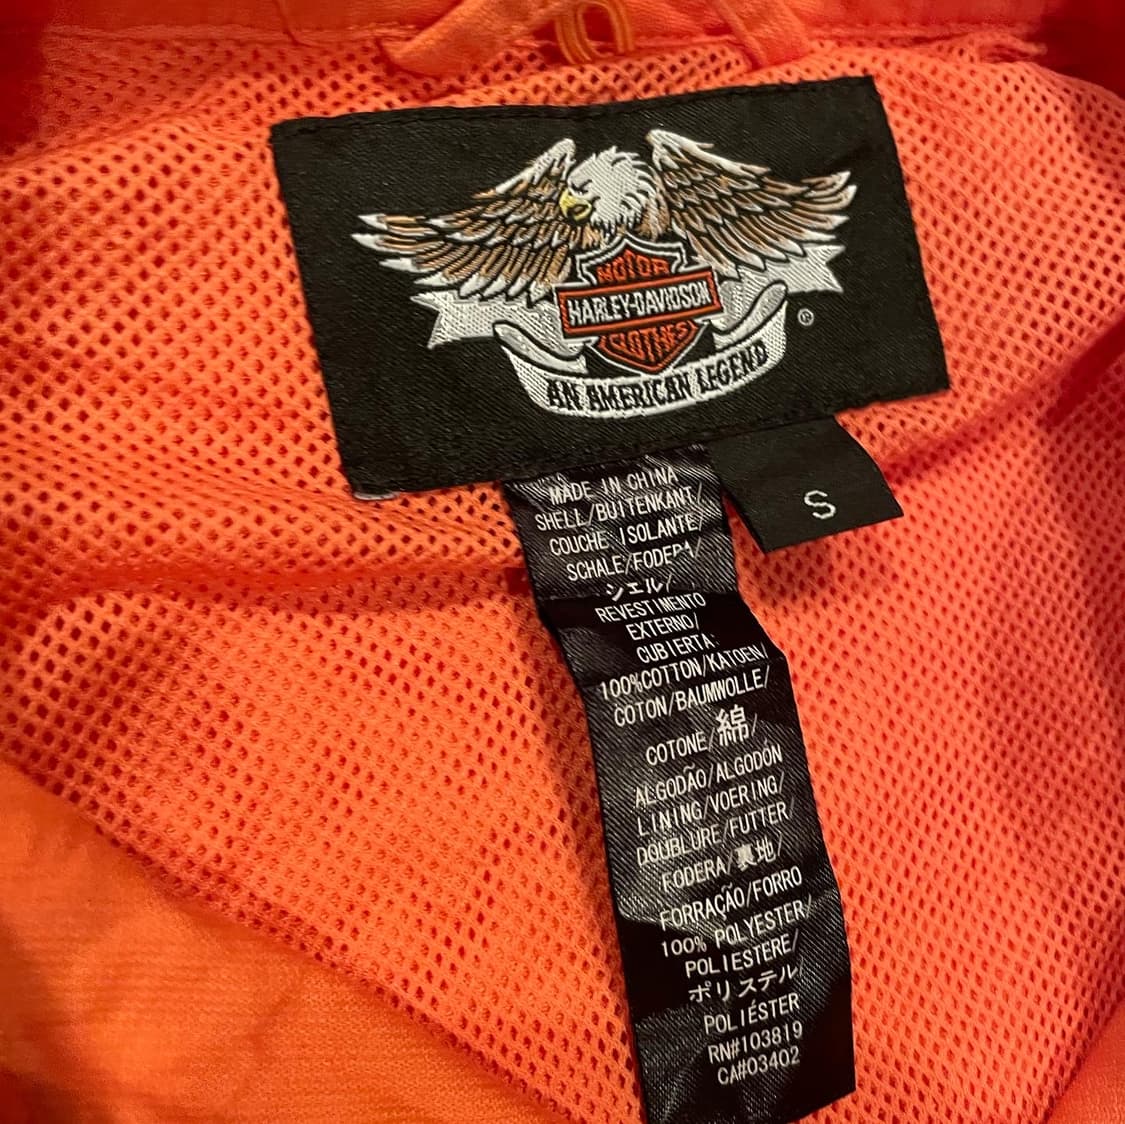 MOTOR
HARLEY-DAVIDSON
CLOTHES
®
AN AMERICAN LEGEND
S
MADE IN CHINA
SHELL/BUITENKANT/
COUCHE ISOLANTE/
SCHALE/FODERA/
シェル/
REVESTIMENTO
EXTERNO/
CUBIERTA:
100%COTTON/KATOEN/
COTON/BAUMWOLLE/
COTONE/綿/
ALGODÃO/ALGODÓN
LINING/VOERING/
DOUBLURE/FUTTER/
FODERA/裏地/
FORRAÇÃO/FORRO
100% POLYESTER/
POLIESTERE/
ポリステル/
POLIÉSTER
RN#103819
CA#03402